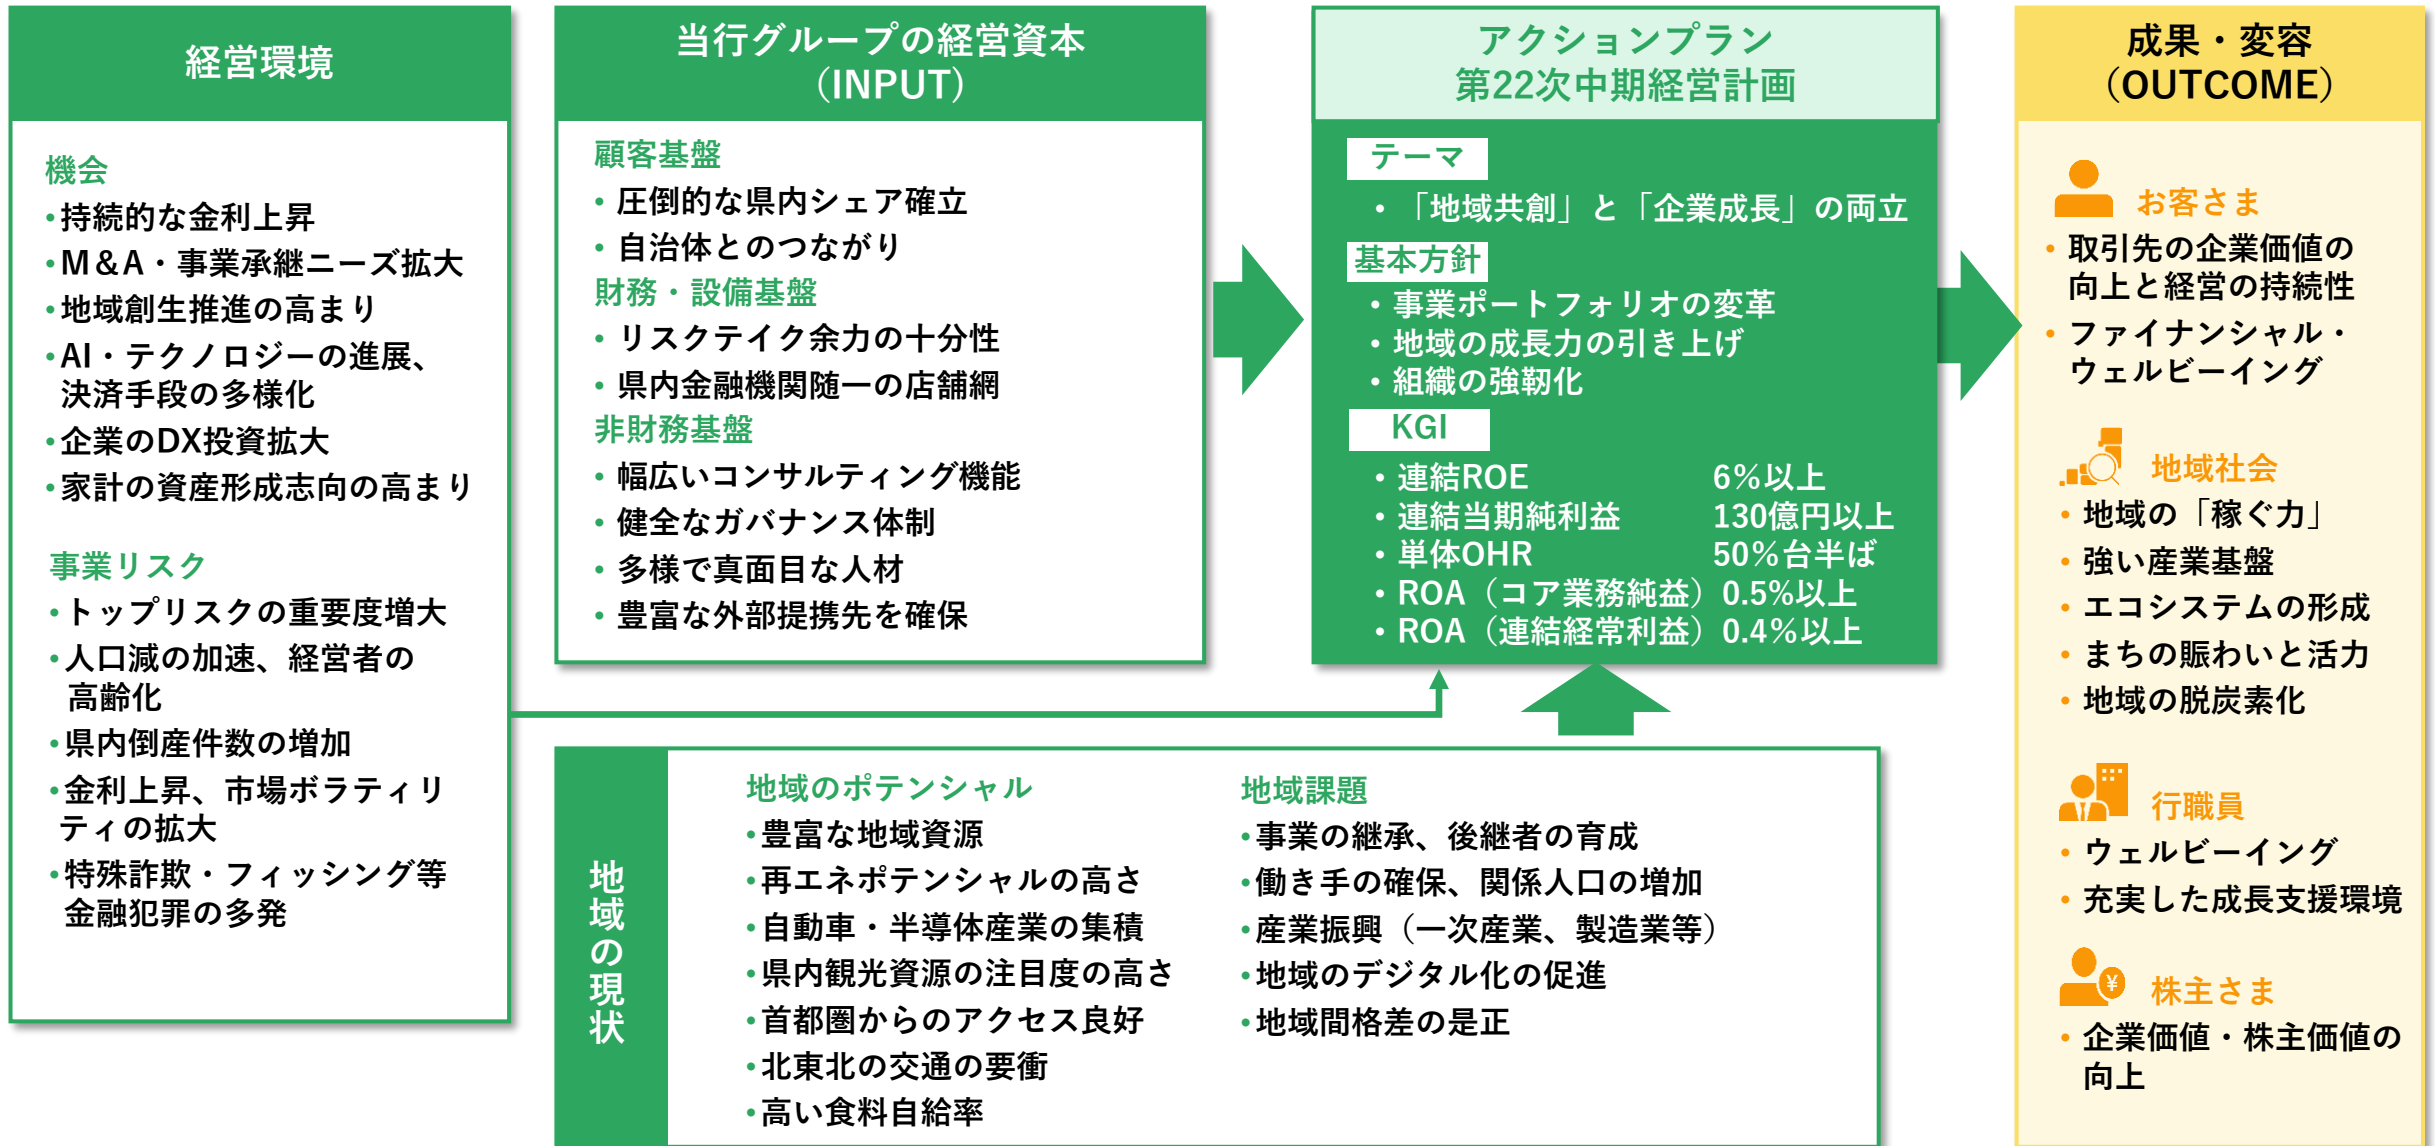 経営環境
機会
・持続的な金利上昇
・M＆A・事業承継ニーズ拡大
・地域創生推進の高まり
・AI・テクノロジーの進展、
決済手段の多様化
・企業のDX投資拡大
・家計の資産形成志向の高まり
事業リスク
・トップリスクの重要度増大
・人口減の加速、経営者の
高齢化
・県内倒産件数の増加
・金利上昇、市場ボラティリ
ティの拡大
・特殊詐欺・フィッシング等
金融犯罪の多発
当行グループの経営資本
（INPUT）
顧客基盤
・圧倒的な県内シェア確立
・自治体とのつながり
財務・設備基盤
・リスクテイク余力の十分性
・県内金融機関随一の店舗網
非財務基盤
・幅広いコンサルティング機能
・健全なガバナンス体制
・多様で真面目な人材
・豊富な外部提携先を確保
アクションプラン
第22次中期経営計画
テーマ
・「地域共創」と「企業成長」の両立
基本方針
・事業ポートフォリオの変革
・地域の成長力の引き上げ
・組織の強靭化
KGI
・連結ROE 6％以上
・連結当期純利益 130億円以上
・単体OHR 50％台半ば
・ROA（コア業務純益）0.5%以上
・ROA（連結経常利益）0.4％以上
地域の現状
地域のポテンシャル
・豊富な地域資源
・再エネポテンシャルの高さ
・自動車・半導体産業の集積
・県内観光資源の注目度の高さ
・首都圏からのアクセス良好
・北東北の交通の要衝
・高い食料自給率
地域課題
・事業の継承、後継者の育成
・働き手の確保、関係人口の増加
・産業振興（一次産業、製造業等）
・地域のデジタル化の促進
・地域間格差の是正
成果・変容
（OUTCOME）
お客さま
・取引先の企業価値の
向上と経営の持続性
・ファイナンシャル・
ウェルビーイング
地域社会
・地域の「稼ぐ力」
・強い産業基盤
・エコシステムの形成
・まちの賑わいと活力
・地域の脱炭素化
行職員
・ウェルビーイング
・充実した成長支援環境
¥
株主さま
・企業価値・株主価値の
向上